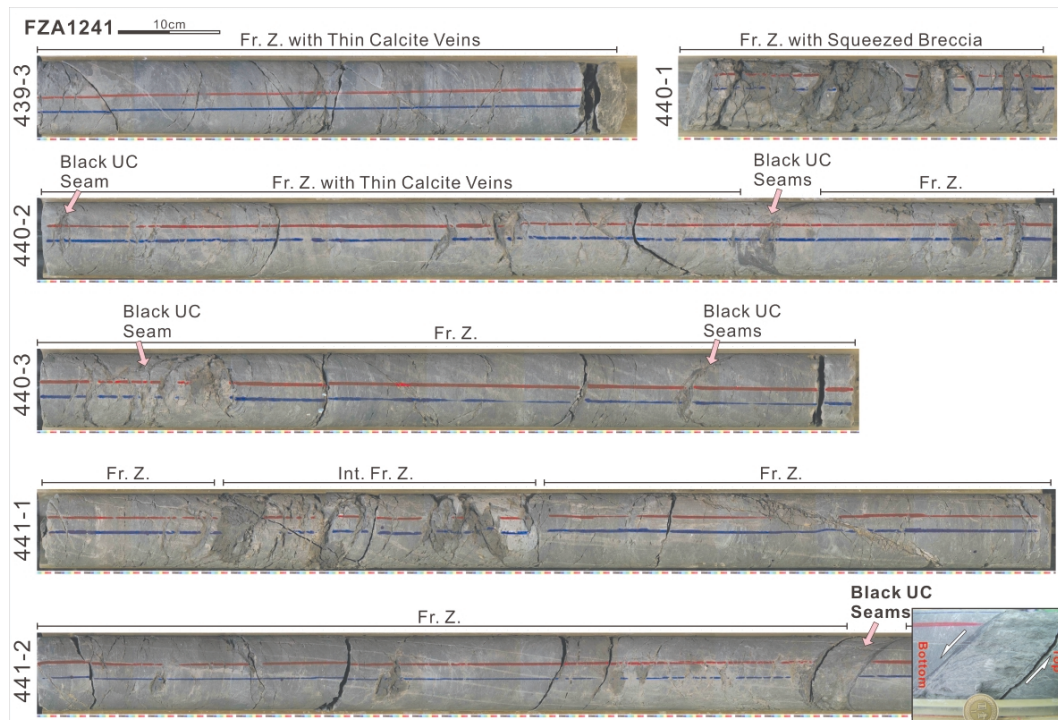 FZA1241 10cm
Fr. Z. with Thin Calcite Veins
439-3
Fr. Z. with Squeezed Breccia
440-1
Black UC
Seam
Fr. Z. with Thin Calcite Veins
Black UC
Seams
Fr. Z.
440-2
Black UC
Seam
Fr. Z.
Black UC
Seams
440-3
Fr. Z.
Int. Fr. Z.
Fr. Z.
441-1
Fr. Z.
Black UC
Seams
441-2
Bottom
Top